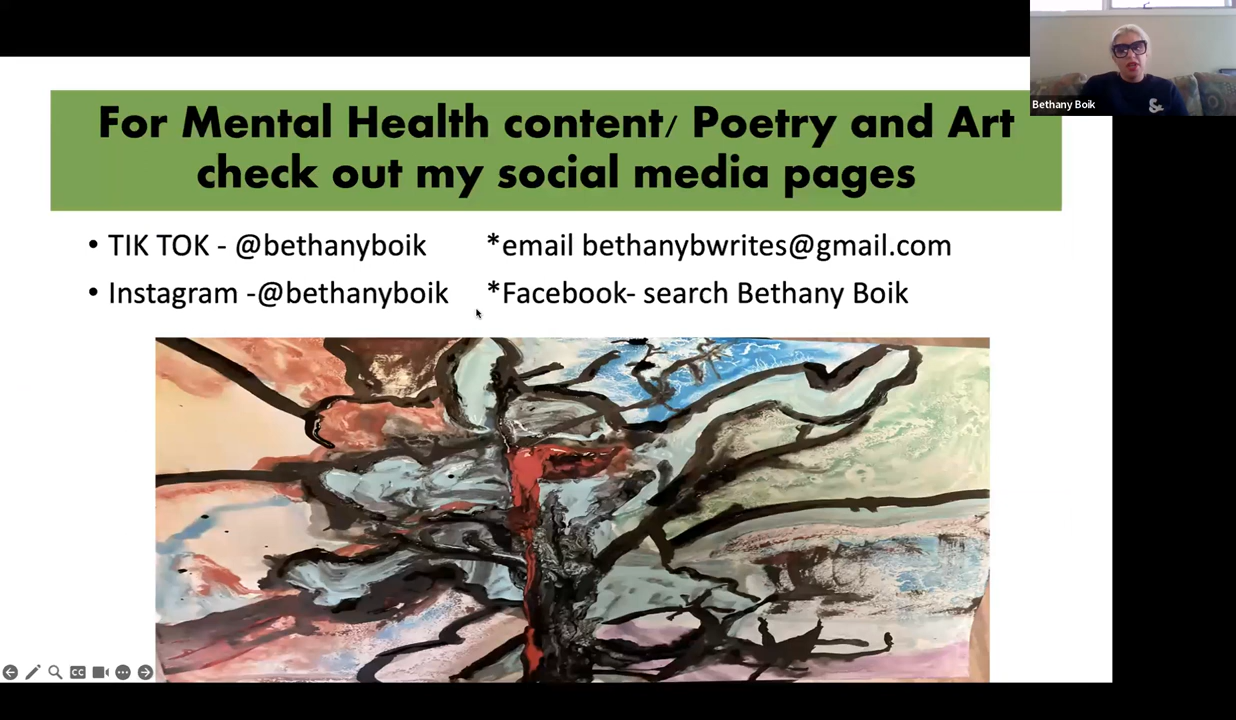 For Mental Health content/ Poetry and Art
check out my social media pages
• TIK TOK - @bethanyboik
• Instagram -@bethanyboik
*email bethanybwrites@gmail.com
*Facebook- search Bethany Boik
Bethany Boik
&
CC